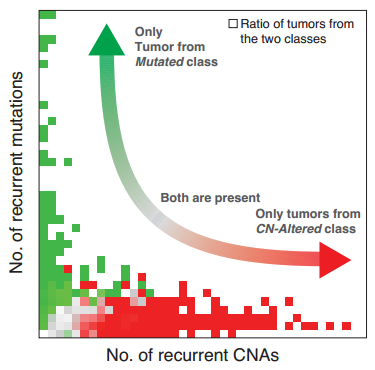 Only
Tumor from
Mutated class
Ratio of tumors from
the two classes
No. of recurrent mutations
Both are present
Only tumors from
CN-Altered class
No. of recurrent CNAs